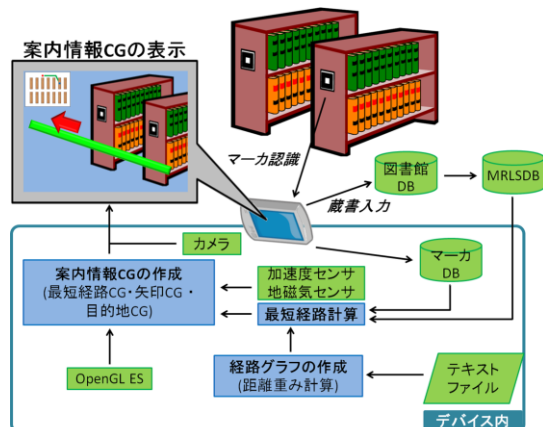 案内情報CGの表示
マーカ認識
図書館
DB
MRLSDB
蔵書入力
カメラ
マーカ
DB
案内情報CGの作成
(最短経路CG・矢印CG・
目的地CG)
加速度センサ
地磁気センサ
最短経路計算
OpenGL ES
経路グラフの作成
(距離重み計算)
テキスト
ファイル
デバイス内